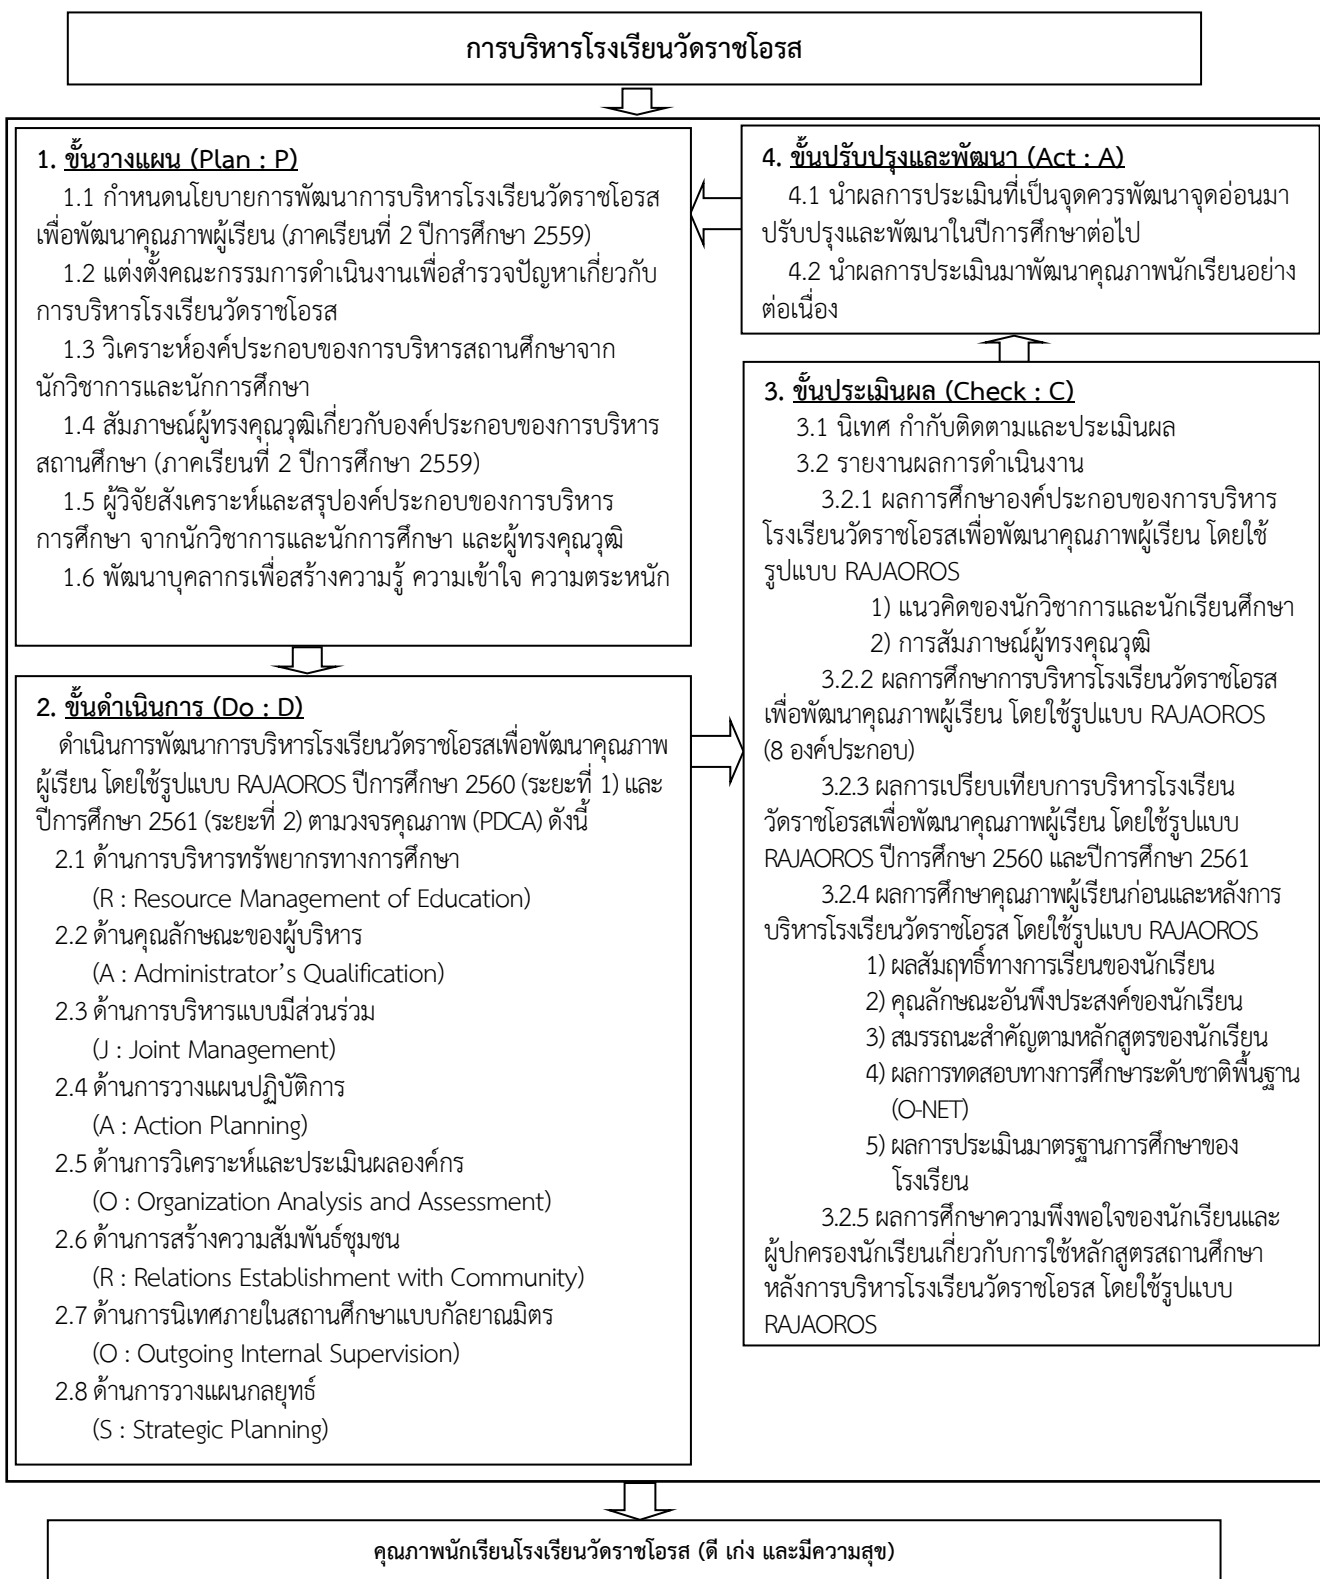 การบริหารโรงเรียนวัดราชโอรส
1. ขั้นวางแผน (Plan : P)
1.1 กำหนดนโยบายการพัฒนาการบริหารโรงเรียนวัดราชโอรส
เพื่อพัฒนาคุณภาพผู้เรียน (ภาคเรียนที่ 2 ปีการศึกษา 2559)
1.2 แต่งตั้งคณะกรรมการดำเนินงานเพื่อสำรวจปัญหาเกี่ยวกับ
การบริหารโรงเรียนวัดราชโอรส
1.3 วิเคราะห์องค์ประกอบของการบริหารสถานศึกษาจาก
นักวิชาการและนักการศึกษา
1.4 สัมภาษณ์ผู้ทรงคุณวุฒิเกี่ยวกับองค์ประกอบของการบริหาร
สถานศึกษา (ภาคเรียนที่ 2 ปีการศึกษา 2559)
1.5 ผู้วิจัยสังเคราะห์และสรุปองค์ประกอบของการบริหาร
การศึกษา จากนักวิชาการและนักการศึกษา และผู้ทรงคุณวุฒิ
1.6 พัฒนาบุคลากรเพื่อสร้างความรู้ ความเข้าใจ ความตระหนัก
2. ขั้นดำเนินการ (Do : D)
ดำเนินการพัฒนาการบริหารโรงเรียนวัดราชโอรสเพื่อพัฒนาคุณภาพ
ผู้เรียน โดยใช้รูปแบบ RAJAOROS ปีการศึกษา 2560 (ระยะที่ 1) และ
ปีการศึกษา 2561 (ระยะที่ 2) ตามวงจรคุณภาพ (PDCA) ดังนี้
2.1 ด้านการบริหารทรัพยากรทางการศึกษา
(R : Resource Management of Education)
2.2 ด้านคุณลักษณะของผู้บริหาร
(A : Administrator’s Qualification)
2.3 ด้านการบริหารแบบมีส่วนร่วม
(J : Joint Management)
2.4 ด้านการวางแผนปฏิบัติการ
(A : Action Planning)
2.5 ด้านการวิเคราะห์และประเมินผลองค์กร
(O : Organization Analysis and Assessment)
2.6 ด้านการสร้างความสัมพันธ์ชุมชน
(R : Relations Establishment with Community)
2.7 ด้านการนิเทศภายในสถานศึกษาแบบกัลยาณมิตร
(O : Outgoing Internal Supervision)
2.8 ด้านการวางแผนกลยุทธ์
(S : Strategic Planning)
3. ขั้นประเมินผล (Check : C)
3.1 นิเทศ กำกับติดตามและประเมินผล
3.2 รายงานผลการดำเนินงาน
3.2.1 ผลการศึกษาองค์ประกอบของการบริหาร
โรงเรียนวัดราชโอรสเพื่อพัฒนาคุณภาพผู้เรียน โดยใช้
รูปแบบ RAJAOROS
1) แนวคิดของนักวิชาการและนักเรียนศึกษา
2) การสัมภาษณ์ผู้ทรงคุณวุฒิ
3.2.2 ผลการศึกษาการบริหารโรงเรียนวัดราชโอรส
เพื่อพัฒนาคุณภาพผู้เรียน โดยใช้รูปแบบ RAJAOROS
(8 องค์ประกอบ)
3.2.3 ผลการเปรียบเทียบการบริหารโรงเรียน
วัดราชโอรสเพื่อพัฒนาคุณภาพผู้เรียน โดยใช้รูปแบบ
RAJAOROS ปีการศึกษา 2560 และปีการศึกษา 2561
3.2.4 ผลการศึกษาคุณภาพผู้เรียนก่อนและหลังการ
บริหารโรงเรียนวัดราชโอรส โดยใช้รูปแบบ RAJAOROS
1) ผลสัมฤทธิ์ทางการเรียนของนักเรียน
2) คุณลักษณะอันพึงประสงค์ของนักเรียน
3) สมรรถนะสำคัญตามหลักสูตรของนักเรียน
4) ผลการทดสอบทางการศึกษาระดับชาติพื้นฐาน
(O-NET)
5) ผลการประเมินมาตรฐานการศึกษาของ
โรงเรียน
3.2.5 ผลการศึกษาความพึงพอใจของนักเรียนและ
ผู้ปกครองนักเรียนเกี่ยวกับการใช้หลักสูตรสถานศึกษา
หลังการบริหารโรงเรียนวัดราชโอรส โดยใช้รูปแบบ
RAJAOROS
4. ขั้นปรับปรุงและพัฒนา (Act : A)
4.1 นำผลการประเมินที่เป็นจุดควรพัฒนาจุดอ่อนมา
ปรับปรุงและพัฒนาในปีการศึกษาต่อไป
4.2 นำผลการประเมินมาพัฒนาคุณภาพนักเรียนอย่าง
ต่อเนื่อง
คุณภาพนักเรียนโรงเรียนวัดราชโอรส (ดี เก่ง และมีความสุข)